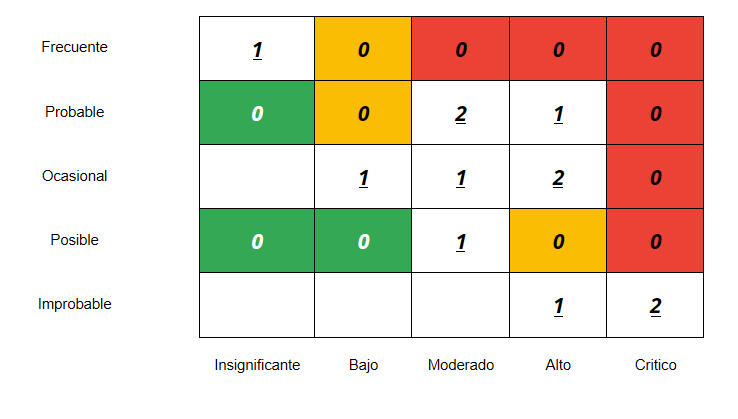 Frecuente 1 0 0 0 0
Probable 0 0 2 1 0
Ocasional 1 1 2 0
Posible 0 0 1 0 0
Improbable 1 2
Insignificante Bajo Moderado Alto Critico